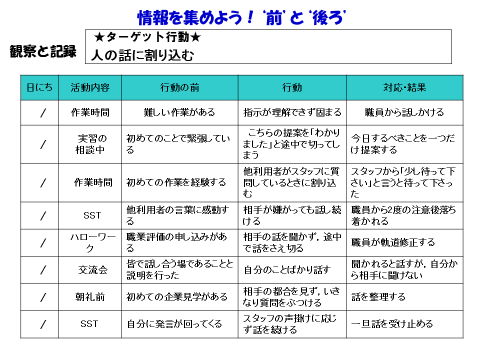 情報を集めよう！ ‘前’と‘後ろ’
観察と記録
★ターゲット行動★
人の話に割り込む
日にち 活動内容 行動の前 行動 対応・結果
/ 作業時間 難しい作業がある 指示が理解できず固まる 職員から話しかける
/ 実習の相談中 初めてのことで緊張している こちらの提案を「わかりました」と途中で切ってしまう 今日するべきことを一つだけ提案する
/ 作業時間 初めての作業を経験する 他利用者がスタッフに質問しているときに割り込む スタッフから「少し待って下さい」と言うと待って下さった
/ SST 他利用者の言葉に感動する 相手が嫌がっても話し続ける 職員から2度の注意後落ち着かれる
/ ハローワーク 職業評価の申し込みがある 相手の話を聞かず、途中で話をさえ切る 職員が軌道修正する
/ 交流会 皆で話し合う場であることと説明を行った 自分のことばかり話す 聞かれると話すが、自分から相手に聞けない
/ 朝礼前 初めての企業見学がある 相手の都合を見ず、いきなり質問をぶつける 話を整理する
/ SST 自分に発言が回ってくる スタッフの声掛けに応じず話を続ける 一旦話を受け止める